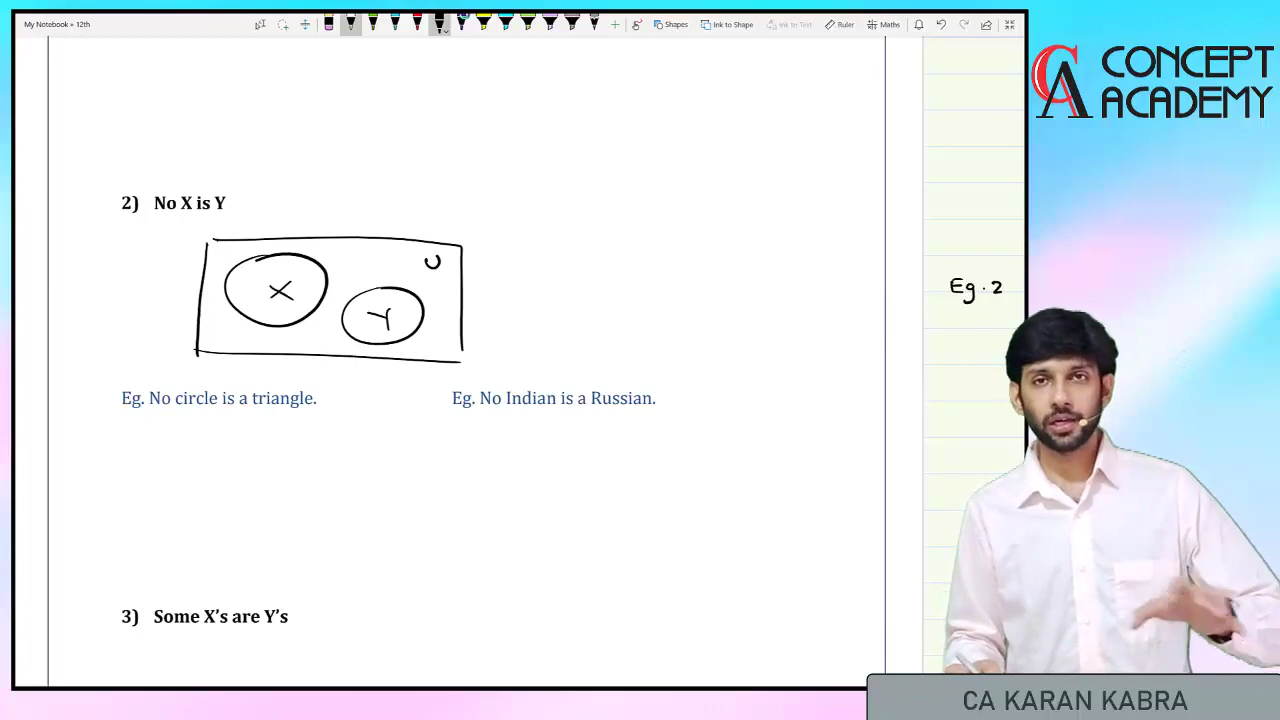 My Notebook » 12th
Shapes
Ink to Shape
Ink to Text
Ruler
Maths
CONCEPT
ACADEMY
2) No X is Y
U
X
Y
Eg. 2
Eg. No circle is a triangle. Eg. No Indian is a Russian.
3) Some X’s are Y’s
CA KARAN KABRA